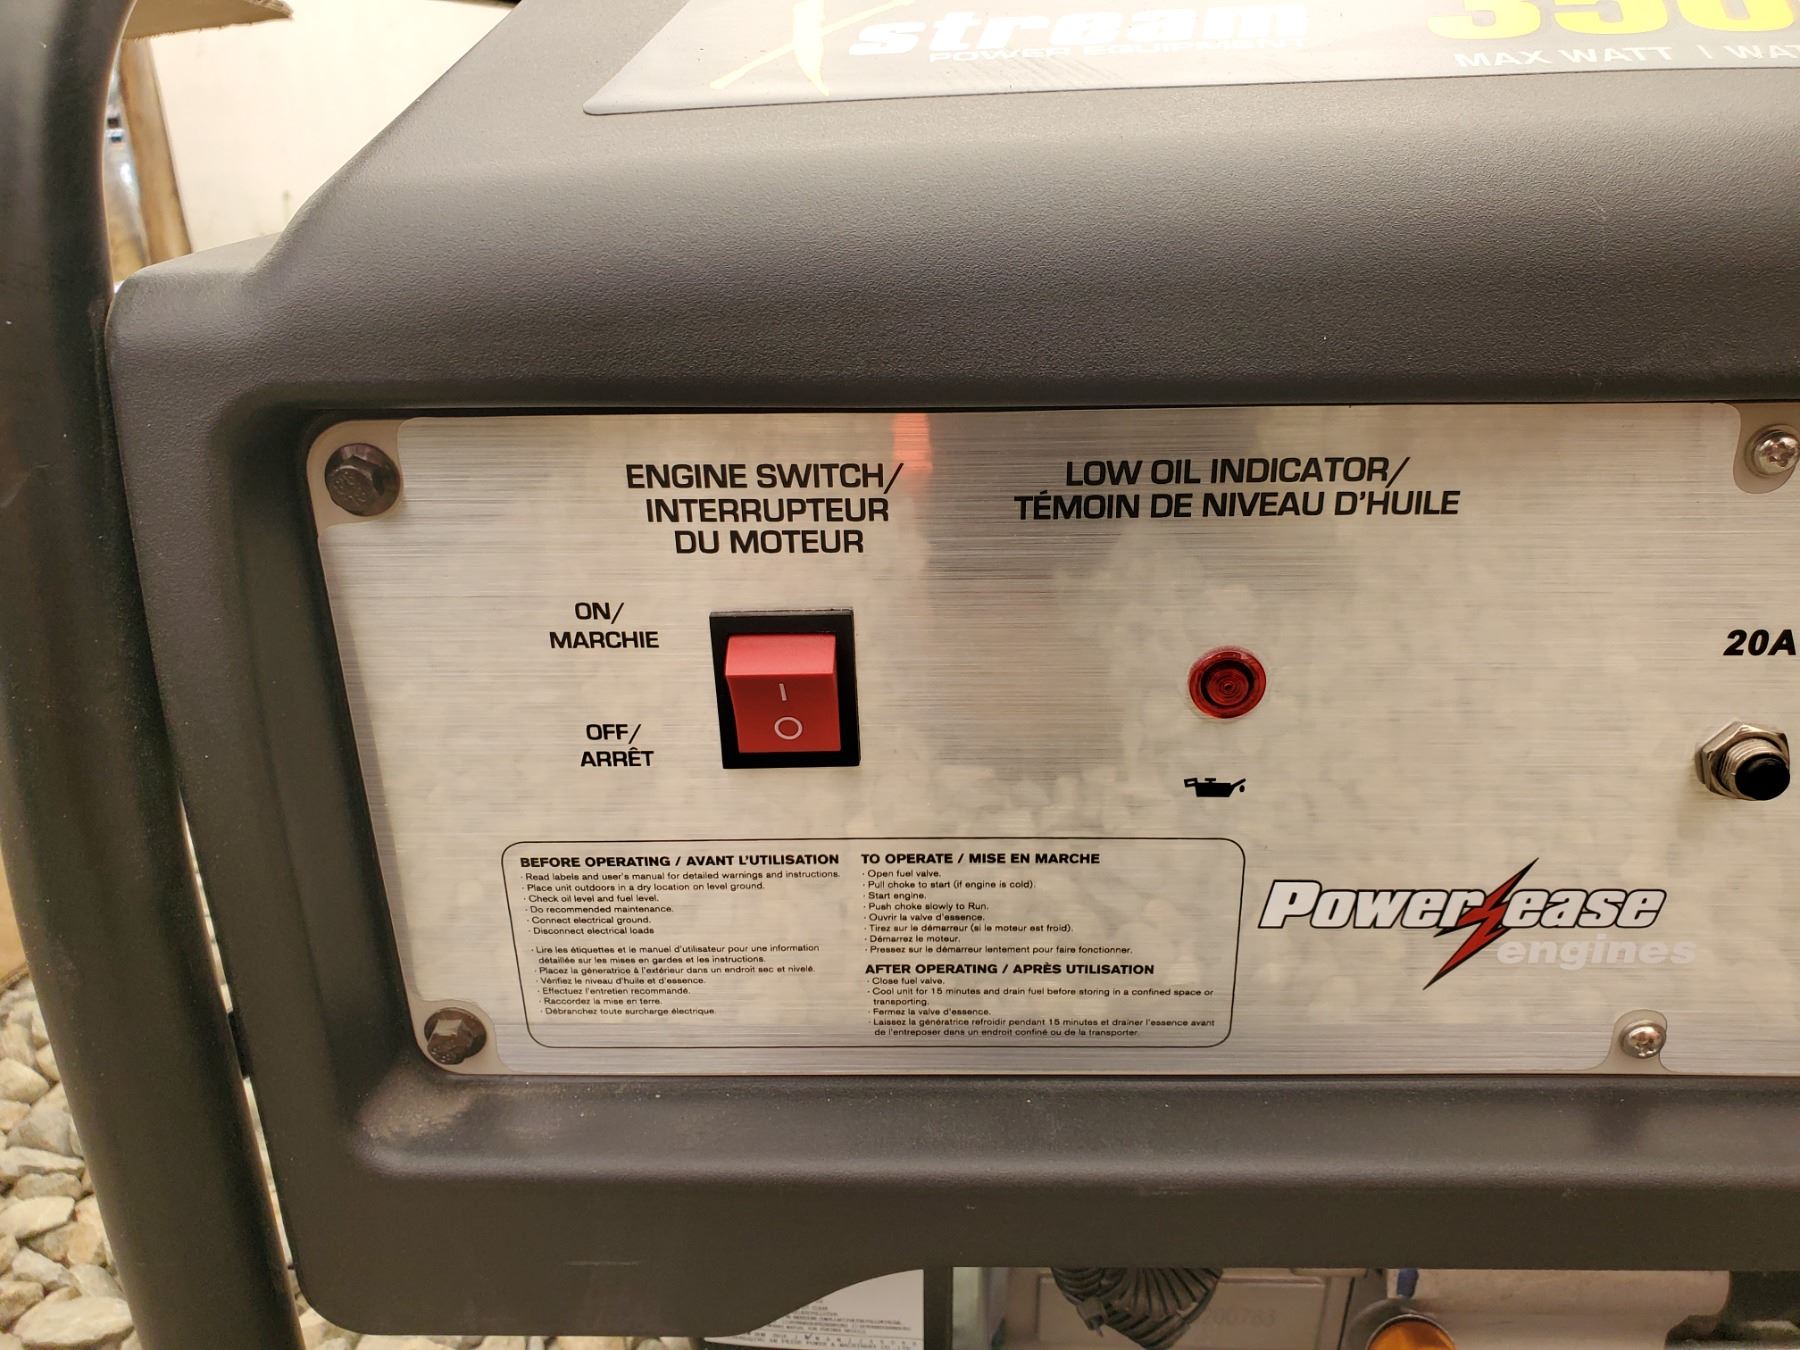 Xstream
POWER EQUIPMENT
MAX WATT
ENGINE SWITCH/
INTERRUPTEUR
DU MOTEUR
LOW OIL INDICATOR/
TÉMOIN DE NIVEAU D'HUILE
ON/
MARCHIE
OFF/
ARRÊT
I
O
20A
BEFORE OPERATING / AVANT L'UTILISATION
· Read labels and user's manual for detailed warnings and instructions.
· Place unit outdoors in a dry location on level ground.
· Check oil level and fuel level.
· Do recommended maintenance.
· Connect electrical ground.
· Disconnect electrical loads
· Lire les étiquettes et le manuel d'utilisateur pour une information
détaillée sur les mises en gardes et les instructions.
· Placez la géneratrice à l'extérieur dans un endroit sec et nivelé.
· Vérifiez le niveau d'huile et d'essence.
· Effectuez l'entretien recommandé.
· Raccordez la mise en terre.
· Débranchez toute surcharge électrique.
TO OPERATE / MISE EN MARCHE
· Open fuel valve.
· Pull choke to start (if engine is cold).
· Start engine.
· Push choke slowly to Run.
· Ouvrir la valve d'essence.
· Tirez sur le démarreur (si le moteur est froid).
· Démarrez le moteur.
· Pressez sur le démarreur lentement pour faire fonctionner.
AFTER OPERATING / APRÈS UTILISATION
· Close fuel valve.
· Cool unit for 15 minutes and drain fuel before storing in a confined space or
transporting.
· Fermez la valve d'essence.
· Laissez la génératrice refroidir pendant 15 minutes et drainer l'essence avant
de l'entreposer dans un endroit confiné ou de la transporter.
Powerease
engines